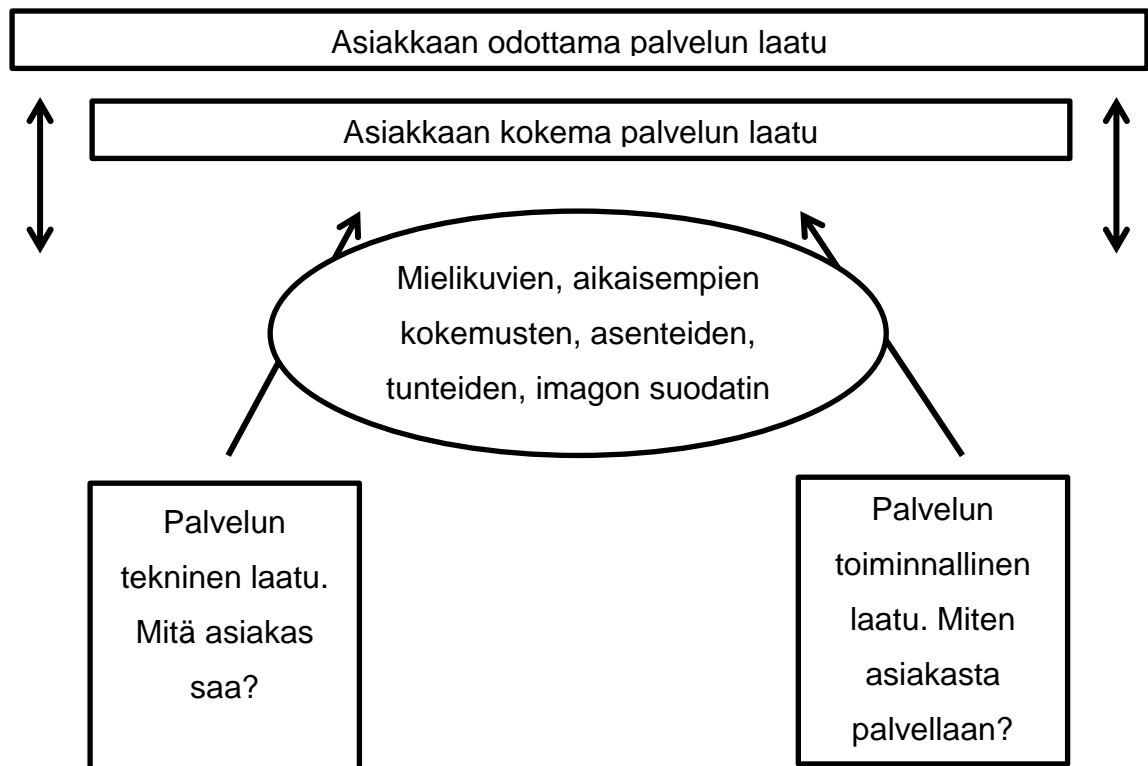 Asiakkaan odottama palvelun laatu
Asiakkaan kokema palvelun laatu
Mielikuvien, aikaisempien
kokemusten, asenteiden,
tunteiden, imagon suodatin
Palvelun
tekninen laatu.
Mitä asiakas
saa?
Palvelun
toiminnallinen
laatu. Miten
asiakasta
palvellaan?